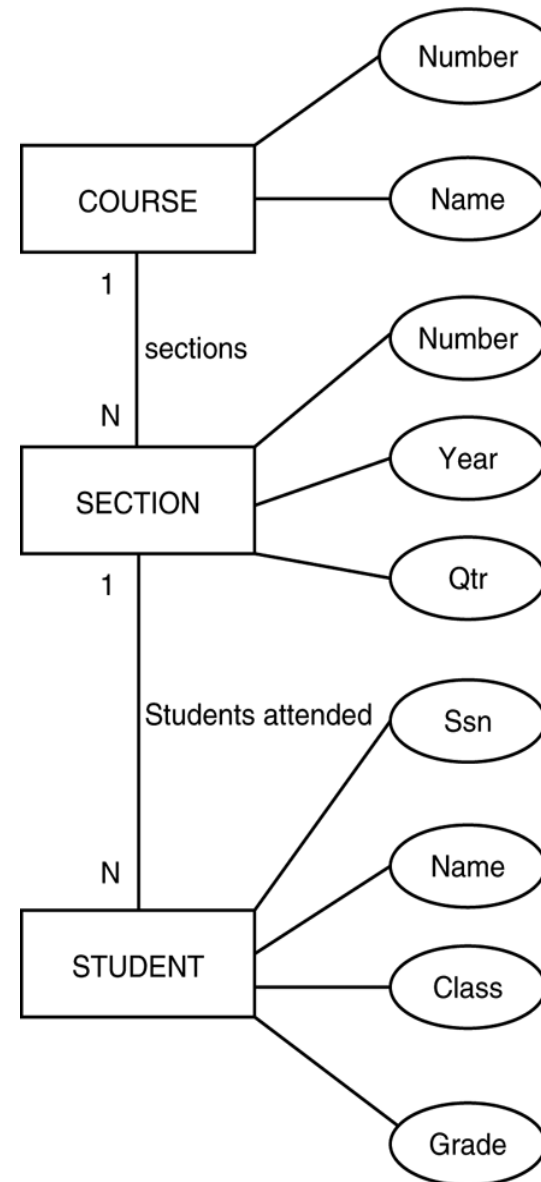 Number
COURSE
Name
1
sections
Number
N
Year
SECTION
1
Qtr
Students attended
Ssn
N
Name
STUDENT
Class
Grade